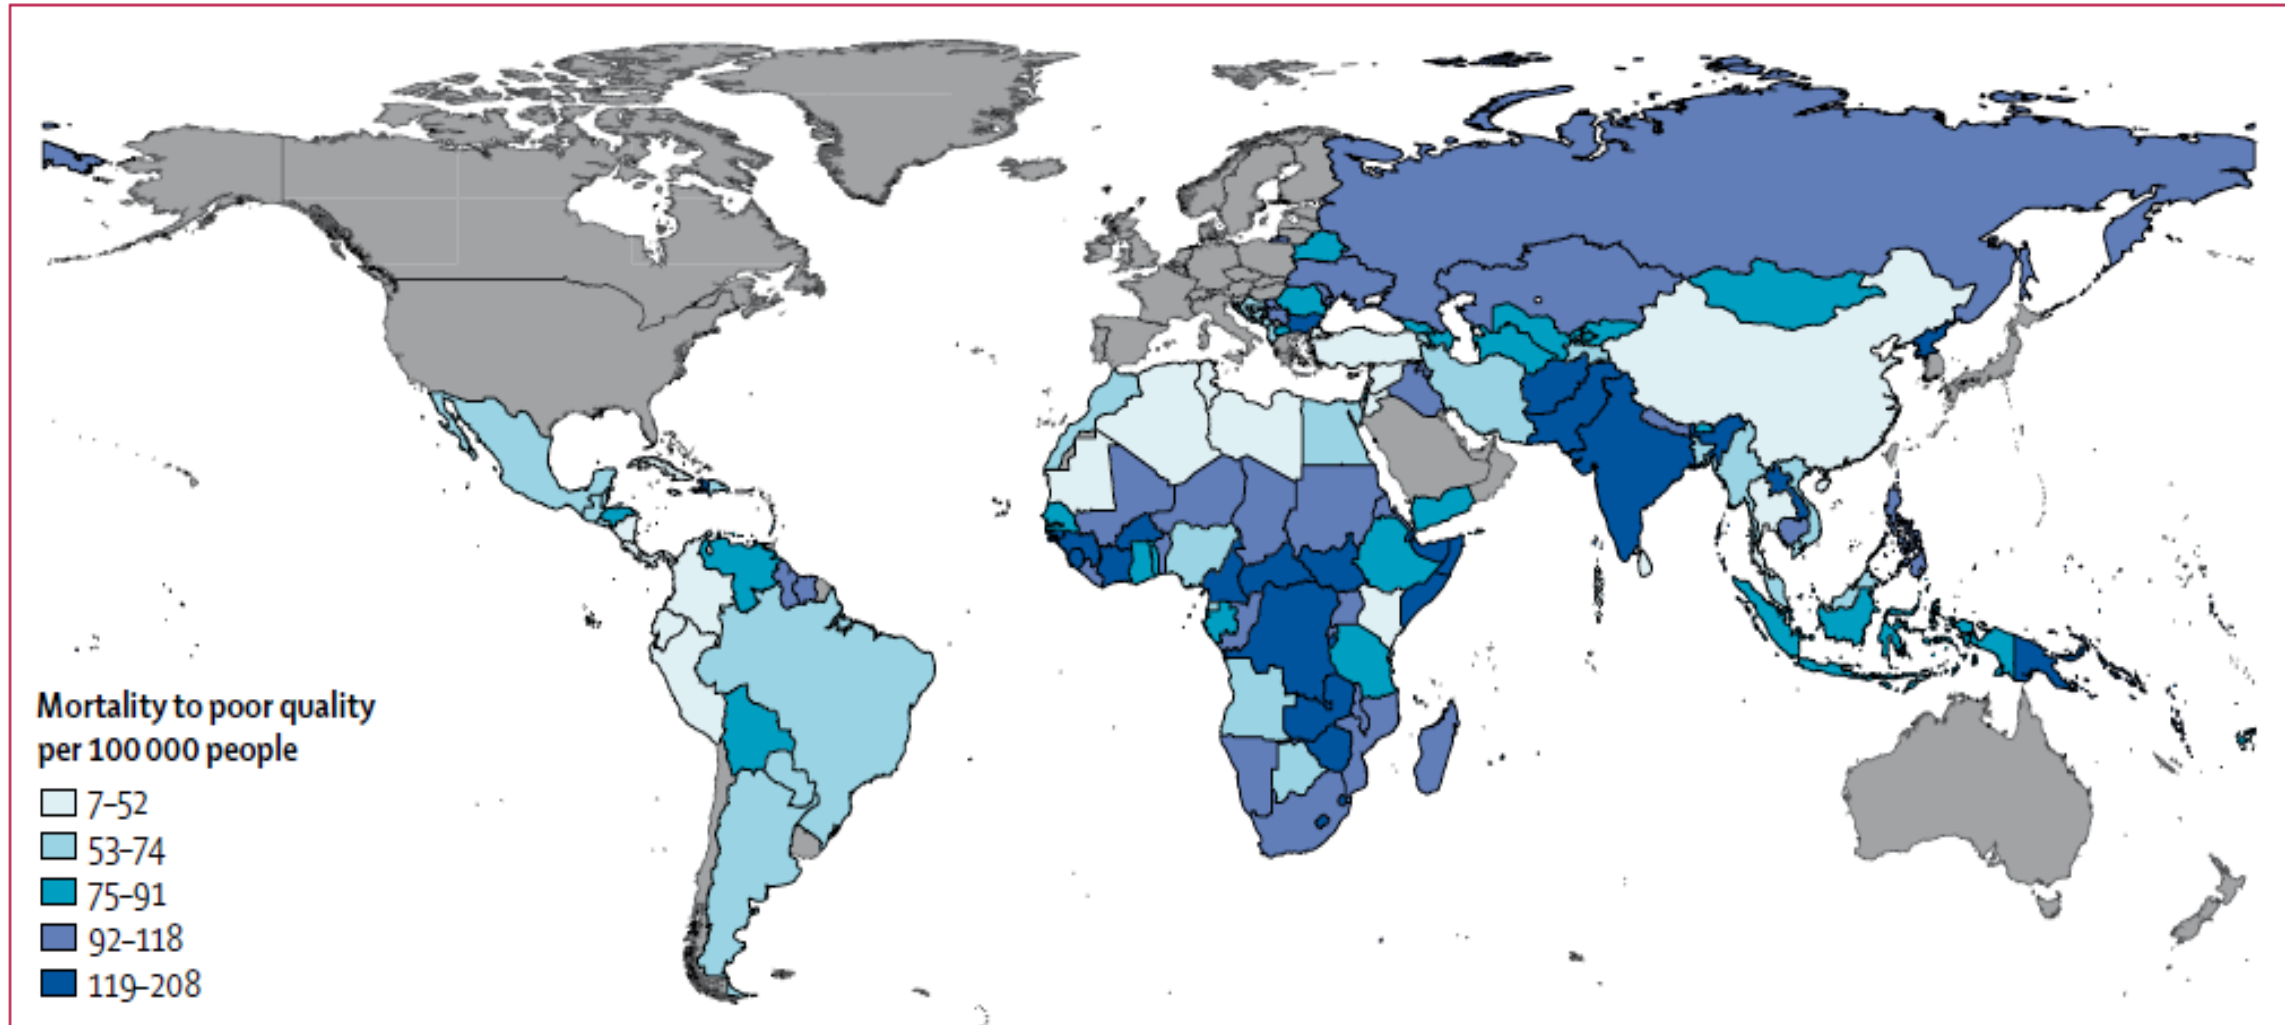 Mortality to poor quality
per 100 000 people
7–52
53–74
75–91
92–118
119–208